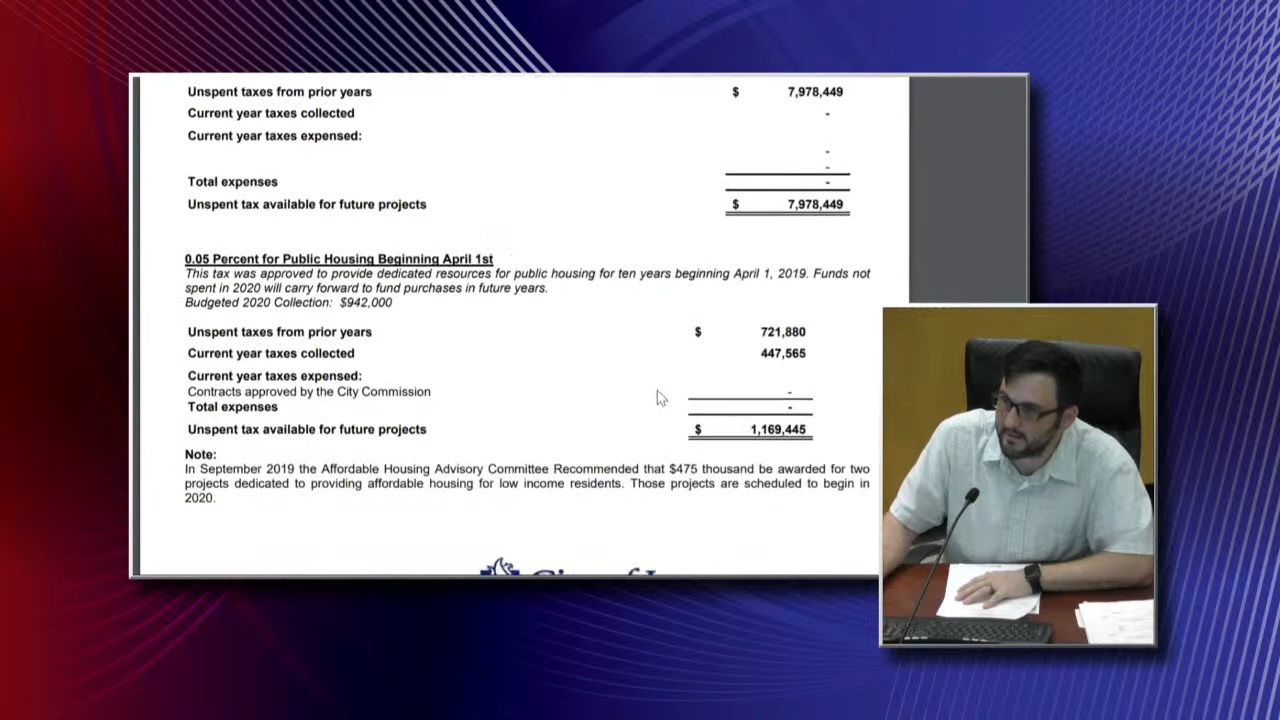 Unspent taxes from prior years $ 7,978,449
Current year taxes collected -
Current year taxes expensed:
-
-
Total expenses -
Unspent tax available for future projects $ 7,978,449
0.05 Percent for Public Housing Beginning April 1st
This tax was approved to provide dedicated resources for public housing for ten years beginning April 1, 2019. Funds not
spent in 2020 will carry forward to fund purchases in future years.
Budgeted 2020 Collection: $942,000
Unspent taxes from prior years $ 721,880
Current year taxes collected 447,565
Current year taxes expensed:
Contracts approved by the City Commission -
Total expenses -
Unspent tax available for future projects $ 1,169,445
Note:
In September 2019 the Affordable Housing Advisory Committee Recommended that $475 thousand be awarded for two
projects dedicated to providing affordable housing for low income residents. Those projects are scheduled to begin in
2020.